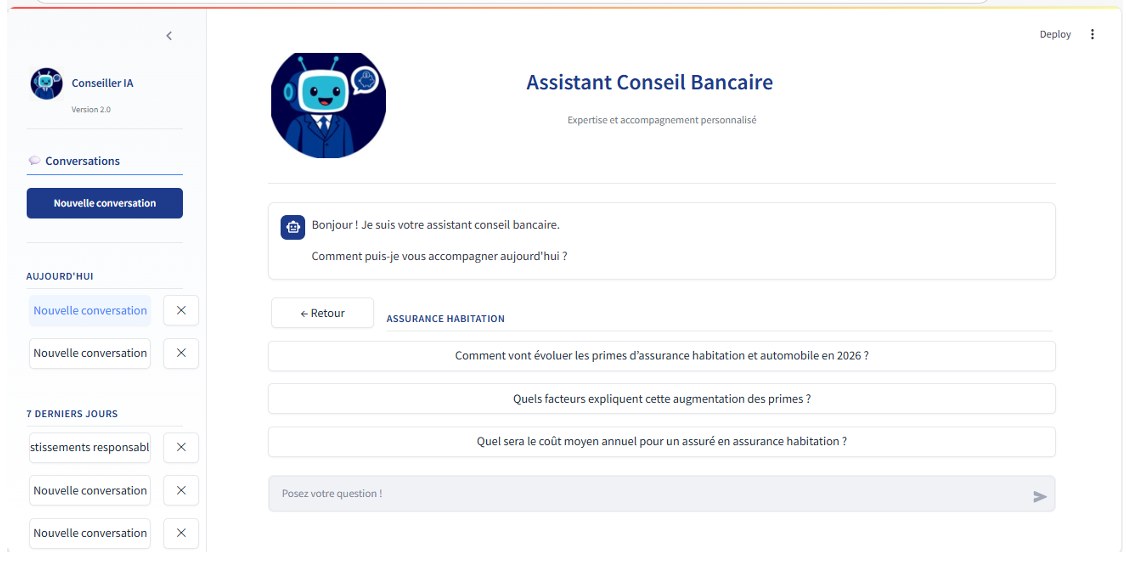 Deploy
Conseiller IA
Version 2.0
Conversations
Nouvelle conversation
AUJOURD'HUI
Nouvelle conversation
Nouvelle conversation
7 DERNIERS JOURS
stissements responsabl
Nouvelle conversation
Nouvelle conversation
Assistant Conseil Bancaire
Expertise et accompagnement personnalisé
Bonjour ! Je suis votre assistant conseil bancaire.
Comment puis-je vous accompagner aujourd'hui ?
← Retour
ASSURANCE HABITATION
Comment vont évoluer les primes d’assurance habitation et automobile en 2026 ?
Quels facteurs expliquent cette augmentation des primes ?
Quel sera le coût moyen annuel pour un assuré en assurance habitation ?
Posez votre question !